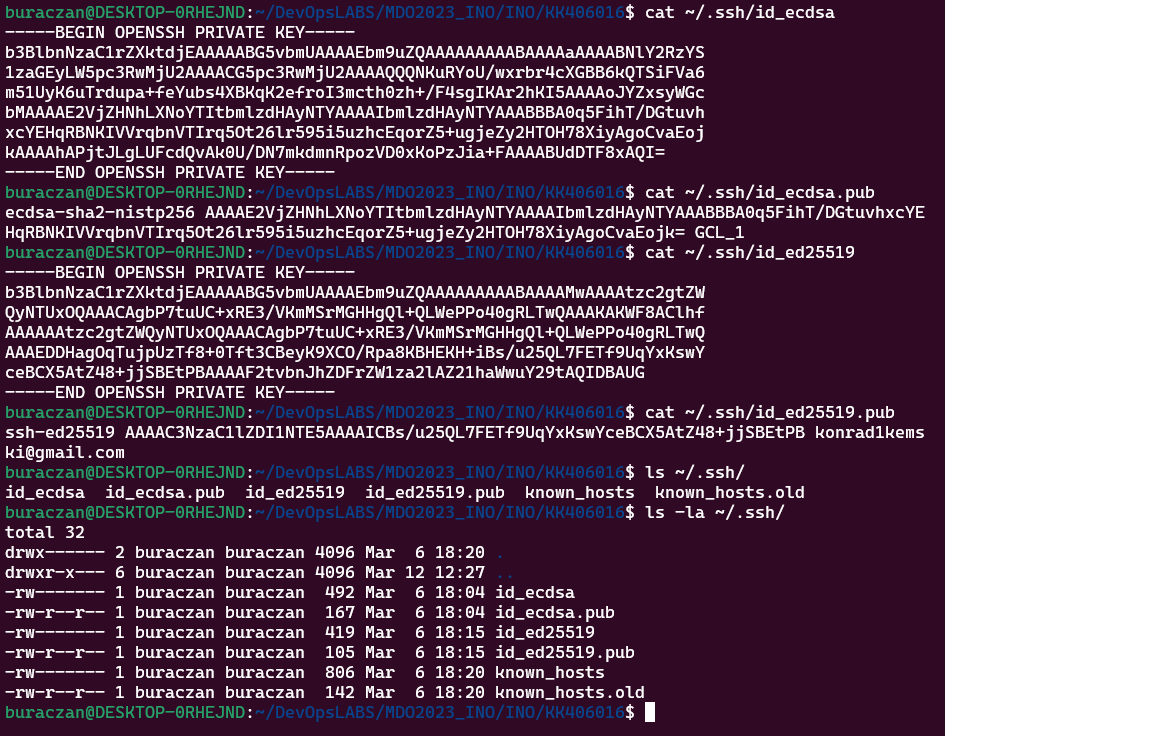 buraczan@DESKTOP-0RHEJND:~/DevOpsLABS/MDO2023_INO/INO/KK406016$ cat ~/.ssh/id_ecdsa
-----BEGIN OPENSSH PRIVATE KEY-----
b3BlbnNzaC1rZXktdjEAAAAABG5vbmUAAAAEbm9uZQAAAAAAAAABAAAAaAAAABNlY2RzYS
1zaGEyLW5pc3RwMjU2AAAACG5pc3RwMjU2AAAAQQQNKuRYoU/wxrbr4cXGBB6kQTSiFVa6
m51UyK6uTrdupa+feYubs4XBKqK2efroI3mcth0zh+/F4sgIKAr2hKI5AAAAoJYZxsyWGc
bMAAAAE2VjZHNhLXNoYTItbmlzdHAyNTYAAAAIbmlzdHAyNTYAAABBBA0q5FihT/DGtuvh
xcYEHqRBNKIVVrqbnVTIrq5Ot26lr595i5uzhcEqorZ5+ugjeZy2HTOH78XiyAgoCvaEoj
kAAAAhAPjtJLgLUFcdQvAk0U/DN7mkdmnRpozVD0xKoPzJia+FAAAABUdDTF8xAQI=
-----END OPENSSH PRIVATE KEY-----
buraczan@DESKTOP-0RHEJND:~/DevOpsLABS/MDO2023_INO/INO/KK406016$ cat ~/.ssh/id_ecdsa.pub
ecdsa-sha2-nistp256 AAAAE2VjZHNhLXNoYTItbmlzdHAyNTYAAAAIbmlzdHAyNTYAAABBBA0q5FihT/DGtuvhxcYE
HqRBNKIVVrqbnVTIrq5Ot26lr595i5uzhcEqorZ5+ugjeZy2HTOH78XiyAgoCvaEojk= GCL_1
buraczan@DESKTOP-0RHEJND:~/DevOpsLABS/MDO2023_INO/INO/KK406016$ cat ~/.ssh/id_ed25519
-----BEGIN OPENSSH PRIVATE KEY-----
b3BlbnNzaC1rZXktdjEAAAAABG5vbmUAAAAEbm9uZQAAAAAAAAABAAAAMwAAAAtzc2gtZW
QyNTUxOQAAACAgbP7tuUC+xRE3/VKmMSrMGHHgQl+QLWePPo40gRLTwQAAAKAKWF8AClhf
AAAAAAtzc2gtZWQyNTUxOQAAACAgbP7tuUC+xRE3/VKmMSrMGHHgQl+QLWePPo40gRLTwQ
AAAEDDHagOqTujpUzTf8+0Tft3CBeyK9XCO/Rpa8KBHEKH+iBs/u25QL7FETf9UqYxKswY
ceBCX5AtZ48+jjSBEtPBAAAAF2tvbnJhZDFrZW1za2lAZ21haWwuY29tAQIDBAUG
-----END OPENSSH PRIVATE KEY-----
buraczan@DESKTOP-0RHEJND:~/DevOpsLABS/MDO2023_INO/INO/KK406016$ cat ~/.ssh/id_ed25519.pub
ssh-ed25519 AAAAC3NzaC1lZDI1NTE5AAAAICBs/u25QL7FETf9UqYxKswYceBCX5AtZ48+jjSBEtPB konrad1kems
ki@gmail.com
buraczan@DESKTOP-0RHEJND:~/DevOpsLABS/MDO2023_INO/INO/KK406016$ ls ~/.ssh/
id_ecdsa  id_ecdsa.pub  id_ed25519  id_ed25519.pub  known_hosts  known_hosts.old
buraczan@DESKTOP-0RHEJND:~/DevOpsLABS/MDO2023_INO/INO/KK406016$ ls -la ~/.ssh/
total 32
drwx------ 2 buraczan buraczan 4096 Mar  6 18:20 .
drwxr-x--- 6 buraczan buraczan 4096 Mar 12 12:27 ..
-rw------- 1 buraczan buraczan  492 Mar  6 18:04 id_ecdsa
-rw-r--r-- 1 buraczan buraczan  167 Mar  6 18:04 id_ecdsa.pub
-rw------- 1 buraczan buraczan  419 Mar  6 18:15 id_ed25519
-rw-r--r-- 1 buraczan buraczan  105 Mar  6 18:15 id_ed25519.pub
-rw------- 1 buraczan buraczan  806 Mar  6 18:20 known_hosts
-rw-r--r-- 1 buraczan buraczan  142 Mar  6 18:20 known_hosts.old
buraczan@DESKTOP-0RHEJND:~/DevOpsLABS/MDO2023_INO/INO/KK406016$